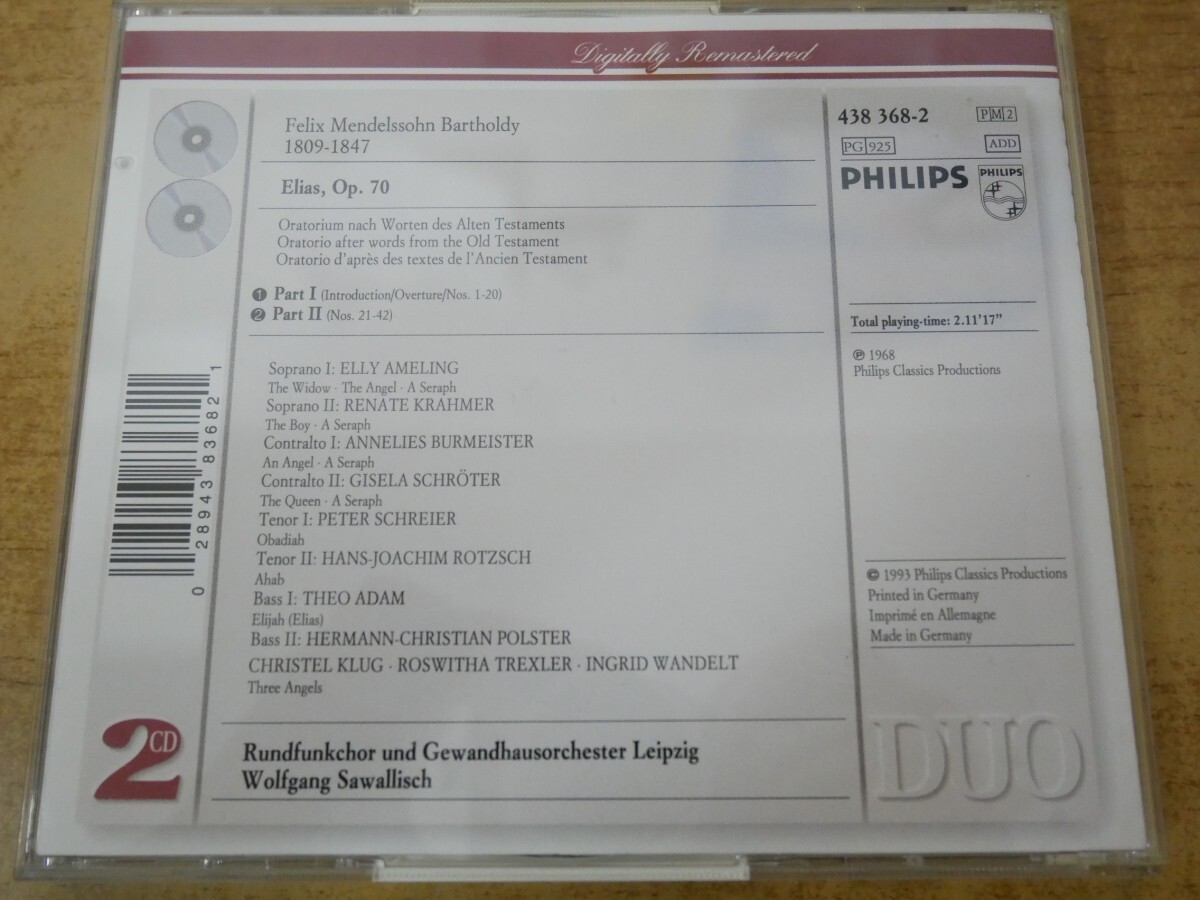 Digitally Remastered
Felix Mendelssohn Bartholdy
1809-1847
Elias, Op. 70
Oratorium nach Worten des Alten Testaments
Oratorio after words from the Old Testament
Oratorio d'après des textes de l'Ancien Testament
❶ Part I (Introduction/Overture/Nos. 1-20)
❷ Part II (Nos. 21-42)
Soprano I: ELLY AMELING
The Widow · The Angel · A Seraph
Soprano II: RENATE KRAHMER
The Boy · A Seraph
Contralto I: ANNELIES BURMEISTER
An Angel · A Seraph
Contralto II: GISELA SCHRÖTER
The Queen · A Seraph
Tenor I: PETER SCHREIER
Obadiah
Tenor II: HANS-JOACHIM ROTZSCH
Ahab
Bass I: THEO ADAM
Elijah (Elias)
Bass II: HERMANN-CHRISTIAN POLSTER
CHRISTEL KLUG · ROSWITHA TREXLER · INGRID WANDELT
Three Angels
Rundfunkchor und Gewandhausorchester Leipzig
Wolfgang Sawallisch
438 368-2
PM2
PG 925
ADD
PHILIPS
PHILIPS
Total playing-time: 2.11'17"
℗ 1968
Philips Classics Productions
© 1993 Philips Classics Productions
Printed in Germany
Imprimé en Allemagne
Made in Germany
DUO
0 28943 83682 1
2 CD